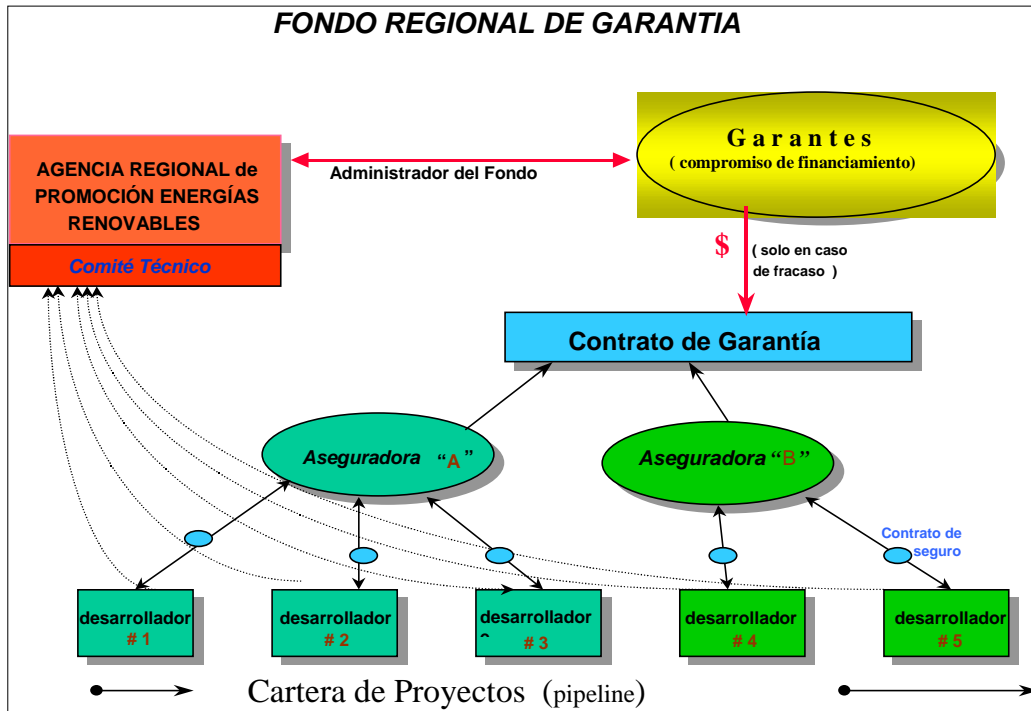 FONDO REGIONAL DE GARANTIA
Garantes
( compromiso de financiamiento)
AGENCIA REGIONAL de
PROMOCIÓN ENERGÍAS
RENOVABLES
Comité Técnico
Administrador del Fondo
$
( solo en caso
de fracaso )
Contrato de Garantía
Aseguradora “A”
Aseguradora “B”
Contrato de
seguro
desarrollador
# 1
desarrollador
# 2
desarrollador
# 3
desarrollador
# 4
desarrollador
# 5
Cartera de Proyectos (pipeline)